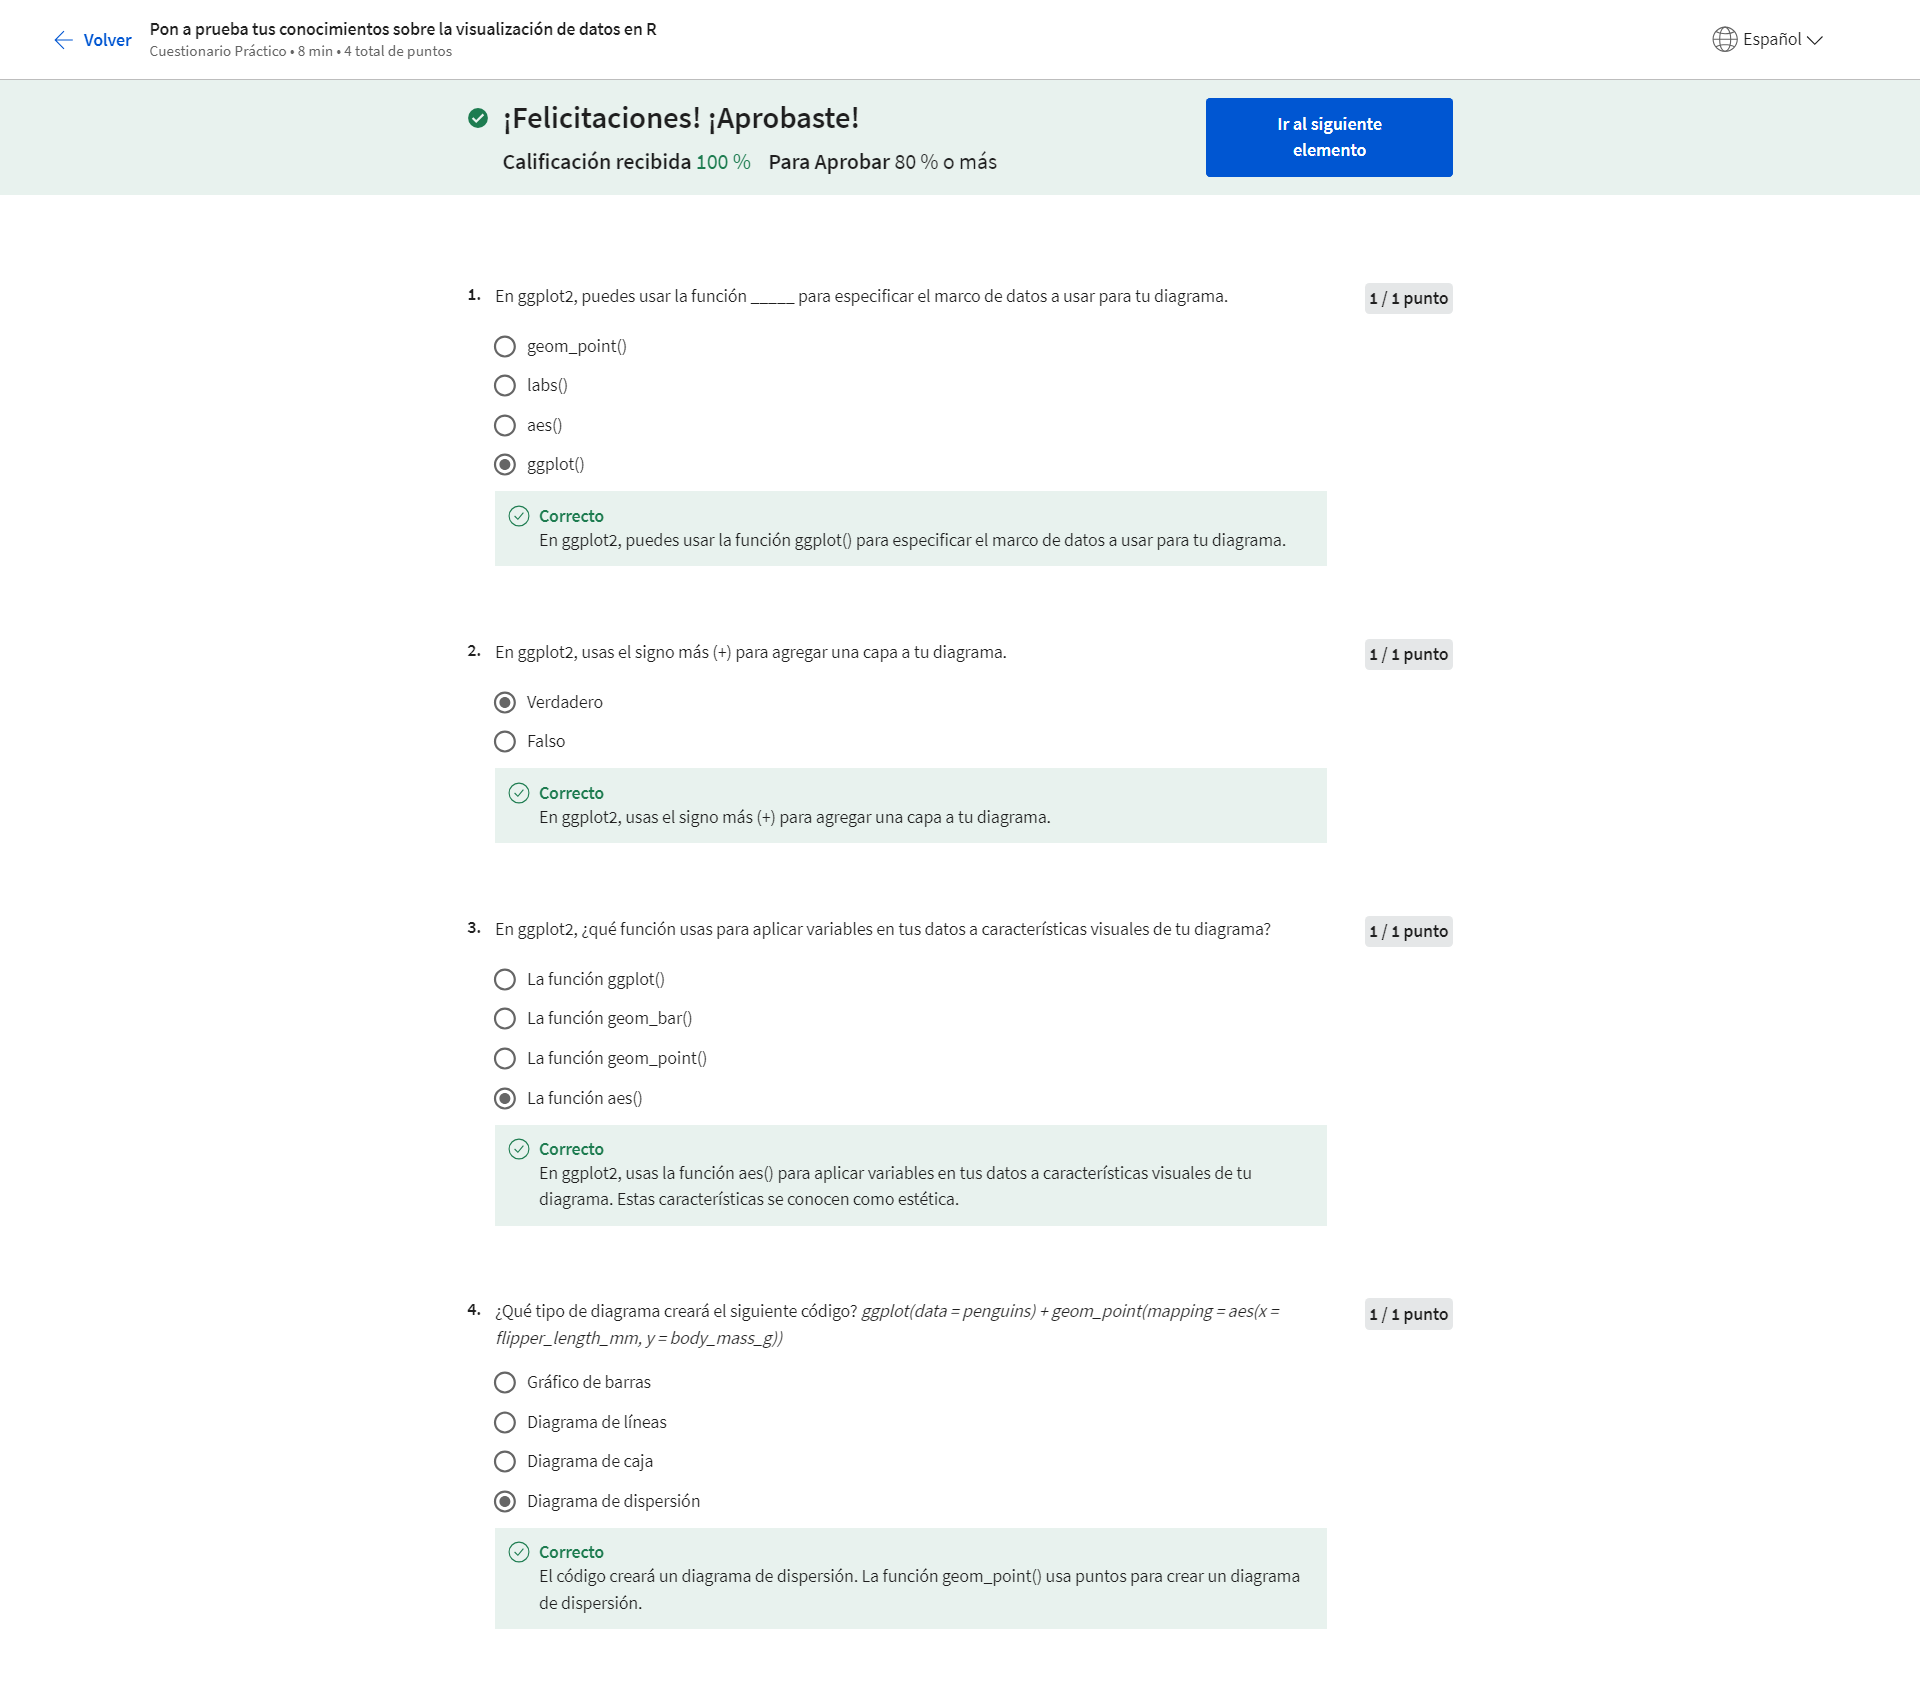 Volver
Pon a prueba tus conocimientos sobre la visualización de datos en R
Cuestionario Práctico • 8 min • 4 total de puntos
Español
¡Felicitaciones! ¡Aprobaste!
Calificación recibida 100 % Para Aprobar 80 % o más
Ir al siguiente
elemento
1. En ggplot2, puedes usar la función _____ para especificar el marco de datos a usar para tu diagrama.
1 / 1 punto
geom_point()
labs()
aes()
ggplot()
Correcto
En ggplot2, puedes usar la función ggplot() para especificar el marco de datos a usar para tu diagrama.
2. En ggplot2, usas el signo más (+) para agregar una capa a tu diagrama.
1 / 1 punto
Verdadero
Falso
Correcto
En ggplot2, usas el signo más (+) para agregar una capa a tu diagrama.
3. En ggplot2, ¿qué función usas para aplicar variables en tus datos a características visuales de tu diagrama?
1 / 1 punto
La función ggplot()
La función geom_bar()
La función geom_point()
La función aes()
Correcto
En ggplot2, usas la función aes() para aplicar variables en tus datos a características visuales de tu
diagrama. Estas características se conocen como estética.
4. ¿Qué tipo de diagrama creará el siguiente código? ggplot(data = penguins) + geom_point(mapping = aes(x =
flipper_length_mm, y = body_mass_g))
1 / 1 punto
Gráfico de barras
Diagrama de líneas
Diagrama de caja
Diagrama de dispersión
Correcto
El código creará un diagrama de dispersión. La función geom_point() usa puntos para crear un diagrama
de dispersión.